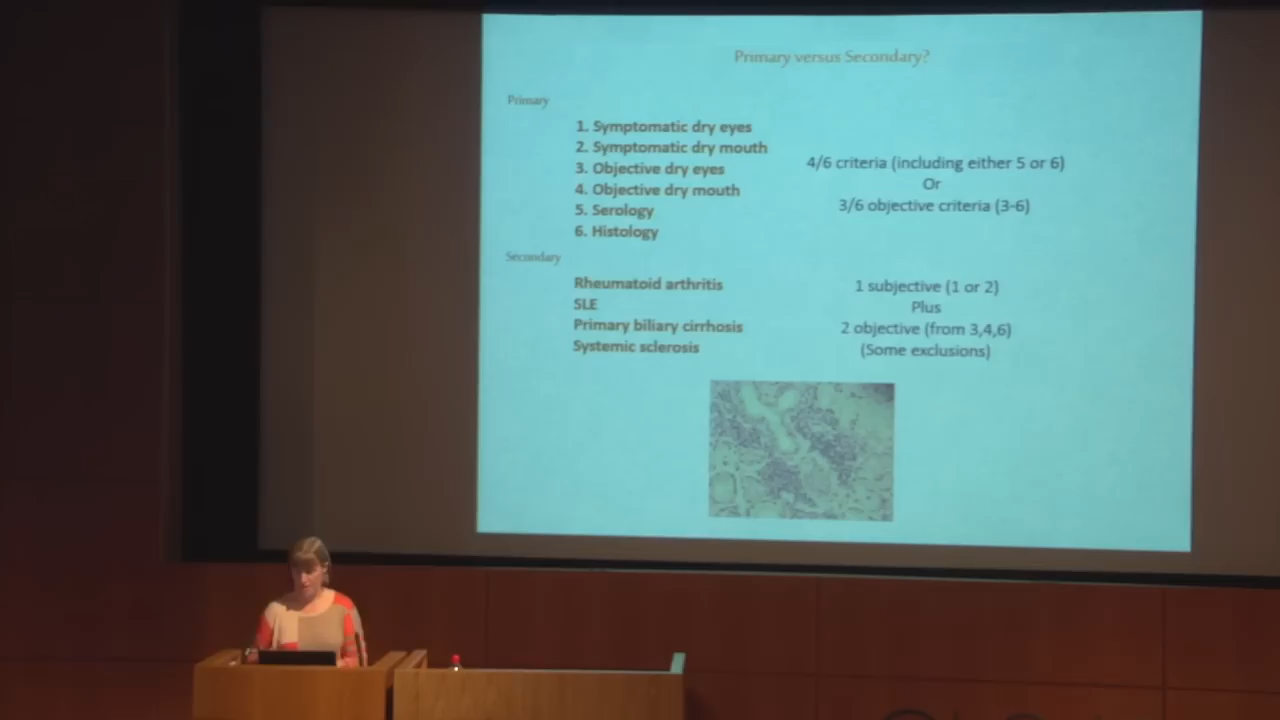 Primary versus Secondary?
Primary
1. Symptomatic dry eyes
2. Symptomatic dry mouth
3. Objective dry eyes
4. Objective dry mouth
5. Serology
6. Histology
4/6 criteria (including either 5 or 6)
Or
3/6 objective criteria (3-6)
Secondary
Rheumatoid arthritis
SLE
Primary biliary cirrhosis
Systemic sclerosis
1 subjective (1 or 2)
Plus
2 objective (from 3,4,6)
(Some exclusions)